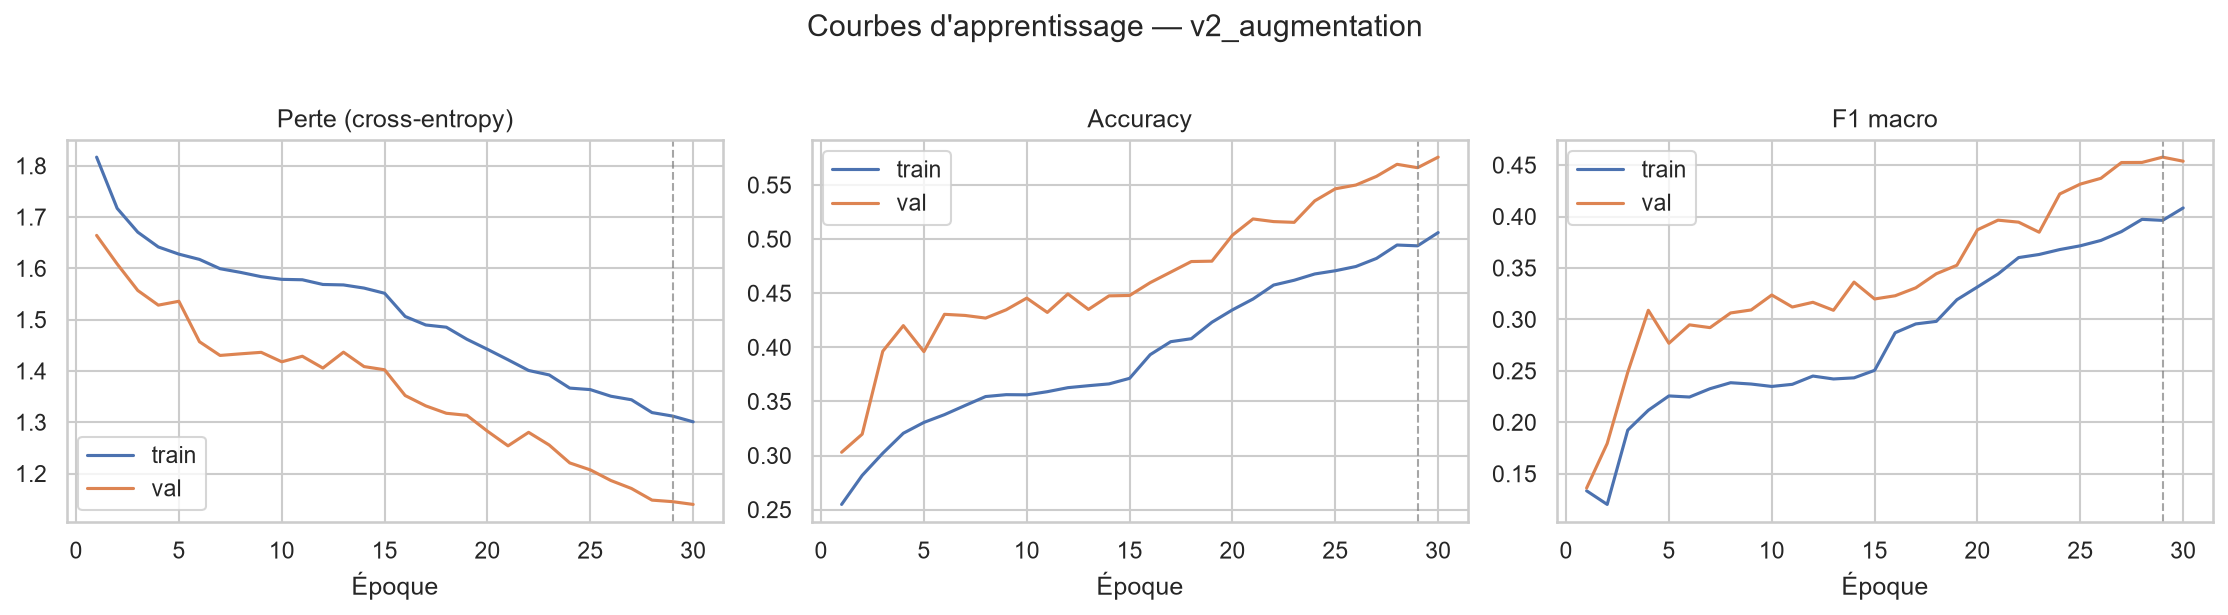 Courbes d'apprentissage — v2_augmentation
Perte (cross-entropy)
1.8
1.7
1.6
1.5
1.4
1.3
1.2
train
val
0 5 10 15 20 25 30
Époque
Accuracy
train
val
0.55
0.50
0.45
0.40
0.35
0.30
0.25
0 5 10 15 20 25 30
Époque
F1 macro
train
val
0.45
0.40
0.35
0.30
0.25
0.20
0.15
0 5 10 15 20 25 30
Époque